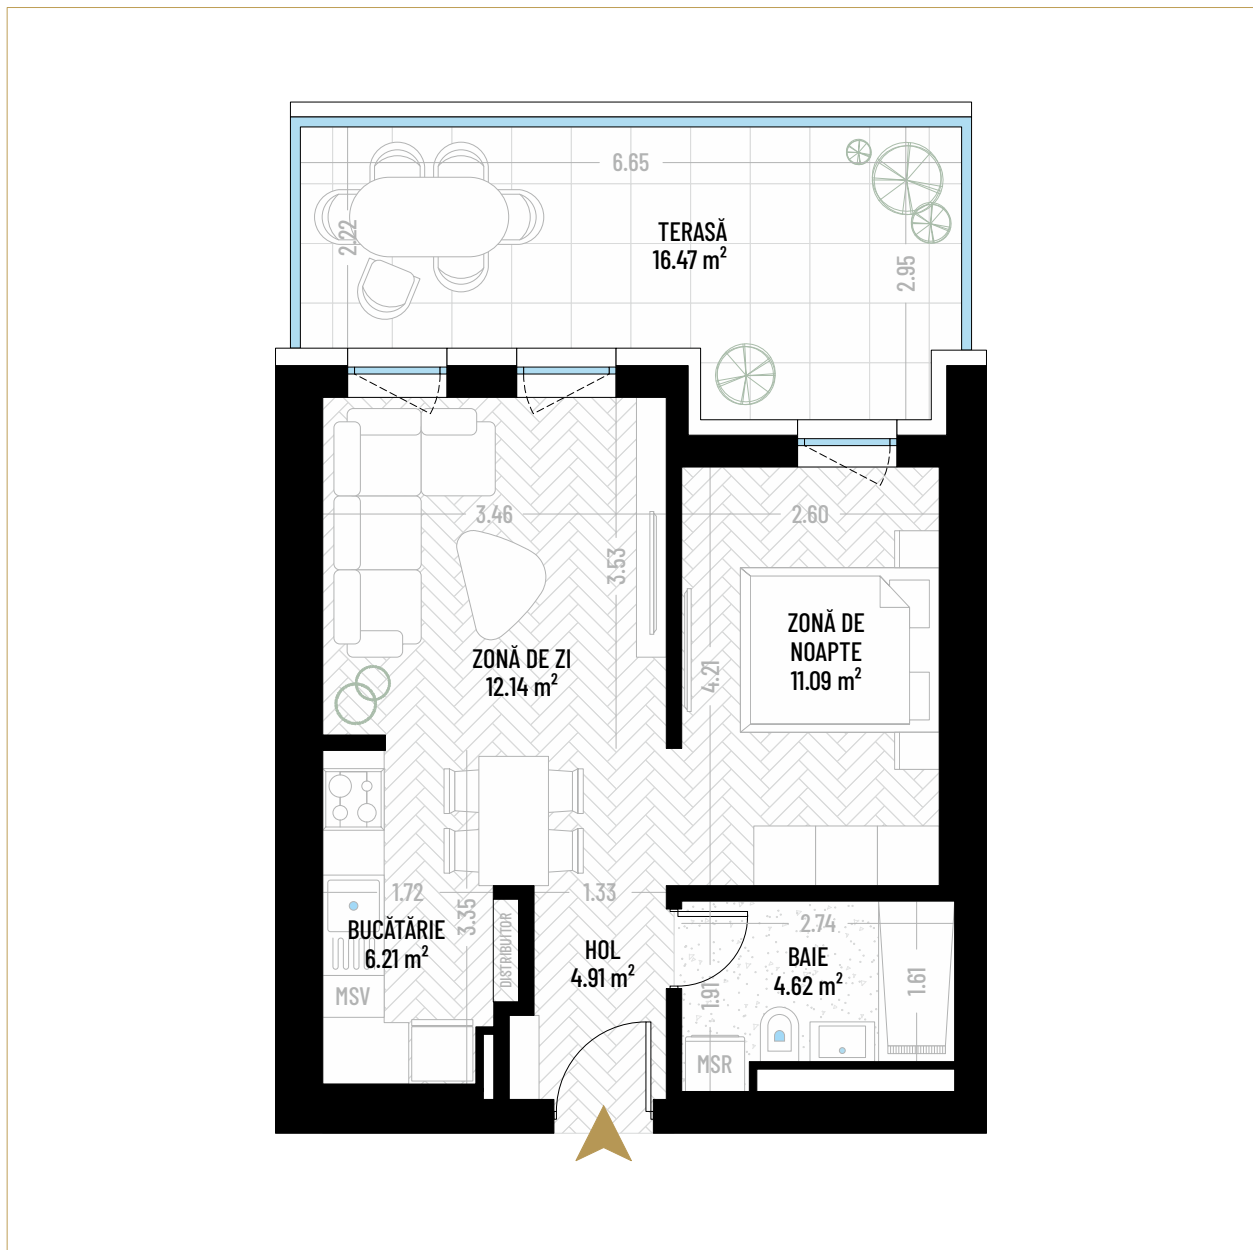 6.65
2.22
TERASĂ
16.47 m²
2.95
3.46
2.60
3.53
ZONĂ DE
NOAPTE
11.09 m²
ZONĂ DE ZI
12.14 m²
4.21
1.72
1.33
3.35
DISTRIBUITOR
2.74
BUCĂTĂRIE
6.21 m²
HOL
4.91 m²
BAIE
4.62 m²
1.61
1.91
MSV
MSR